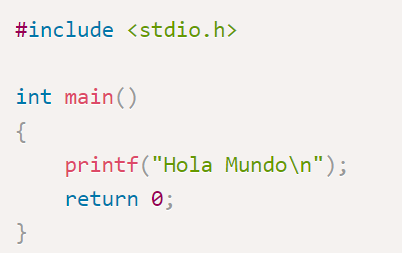 #include <stdio.h>
int main()
{
    printf("Hola Mundo\n");
    return 0;
}